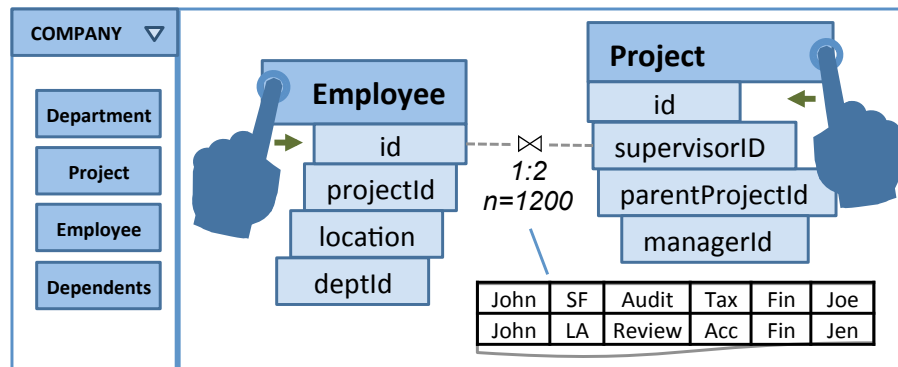 COMPANY
Department
Project
Employee
Dependents
Employee
id
projectId
location
deptId
1:2
n=1200
Project
id
supervisorID
parentProjectId
managerId
John SF Audit Tax Fin Joe
John LA Review Acc Fin Jen